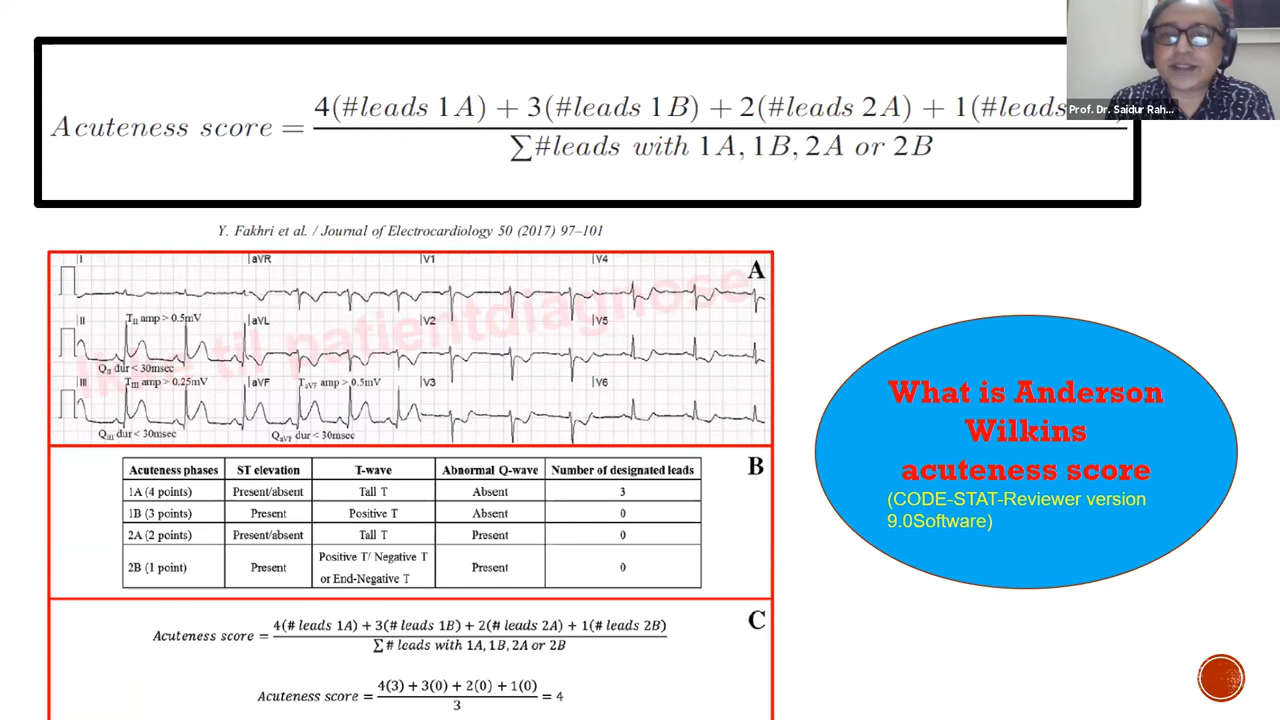 Acuteness score = 4(#leads 1A) + 3(#leads 1B) + 2(#leads 2A) + 1(#leads
∑#leads with 1A, 1B, 2A or 2B
Prof. Dr. Saidur Rah...
Y. Fakhri et al. / Journal of Electrocardiology 50 (2017) 97–101
A
I aVR V1 V4
II T_II amp > 0.5mV aVL V2 V5
Q_II dur < 30msec
III T_III amp > 0.25mV aVF T_aVF amp > 0.5mV V3 V6
Q_III dur < 30msec Q_aVF dur < 30msec
Ikke til patientdiagnose
B
Acuteness phases ST elevation T-wave Abnormal Q-wave Number of designated leads
1A (4 points) Present/absent Tall T Absent 3
1B (3 points) Present Positive T Absent 0
2A (2 points) Present/absent Tall T Present 0
2B (1 point) Present Positive T/ Negative T or End-Negative T Present 0
C
Acuteness score = 4(# leads 1A) + 3(# leads 1B) + 2(# leads 2A) + 1(# leads 2B)
∑ # leads with 1A, 1B, 2A or 2B
Acuteness score = 4(3) + 3(0) + 2(0) + 1(0) = 4
3
What is Anderson
Wilkins
acuteness score
(CODE-STAT-Reviewer version
9.0Software)